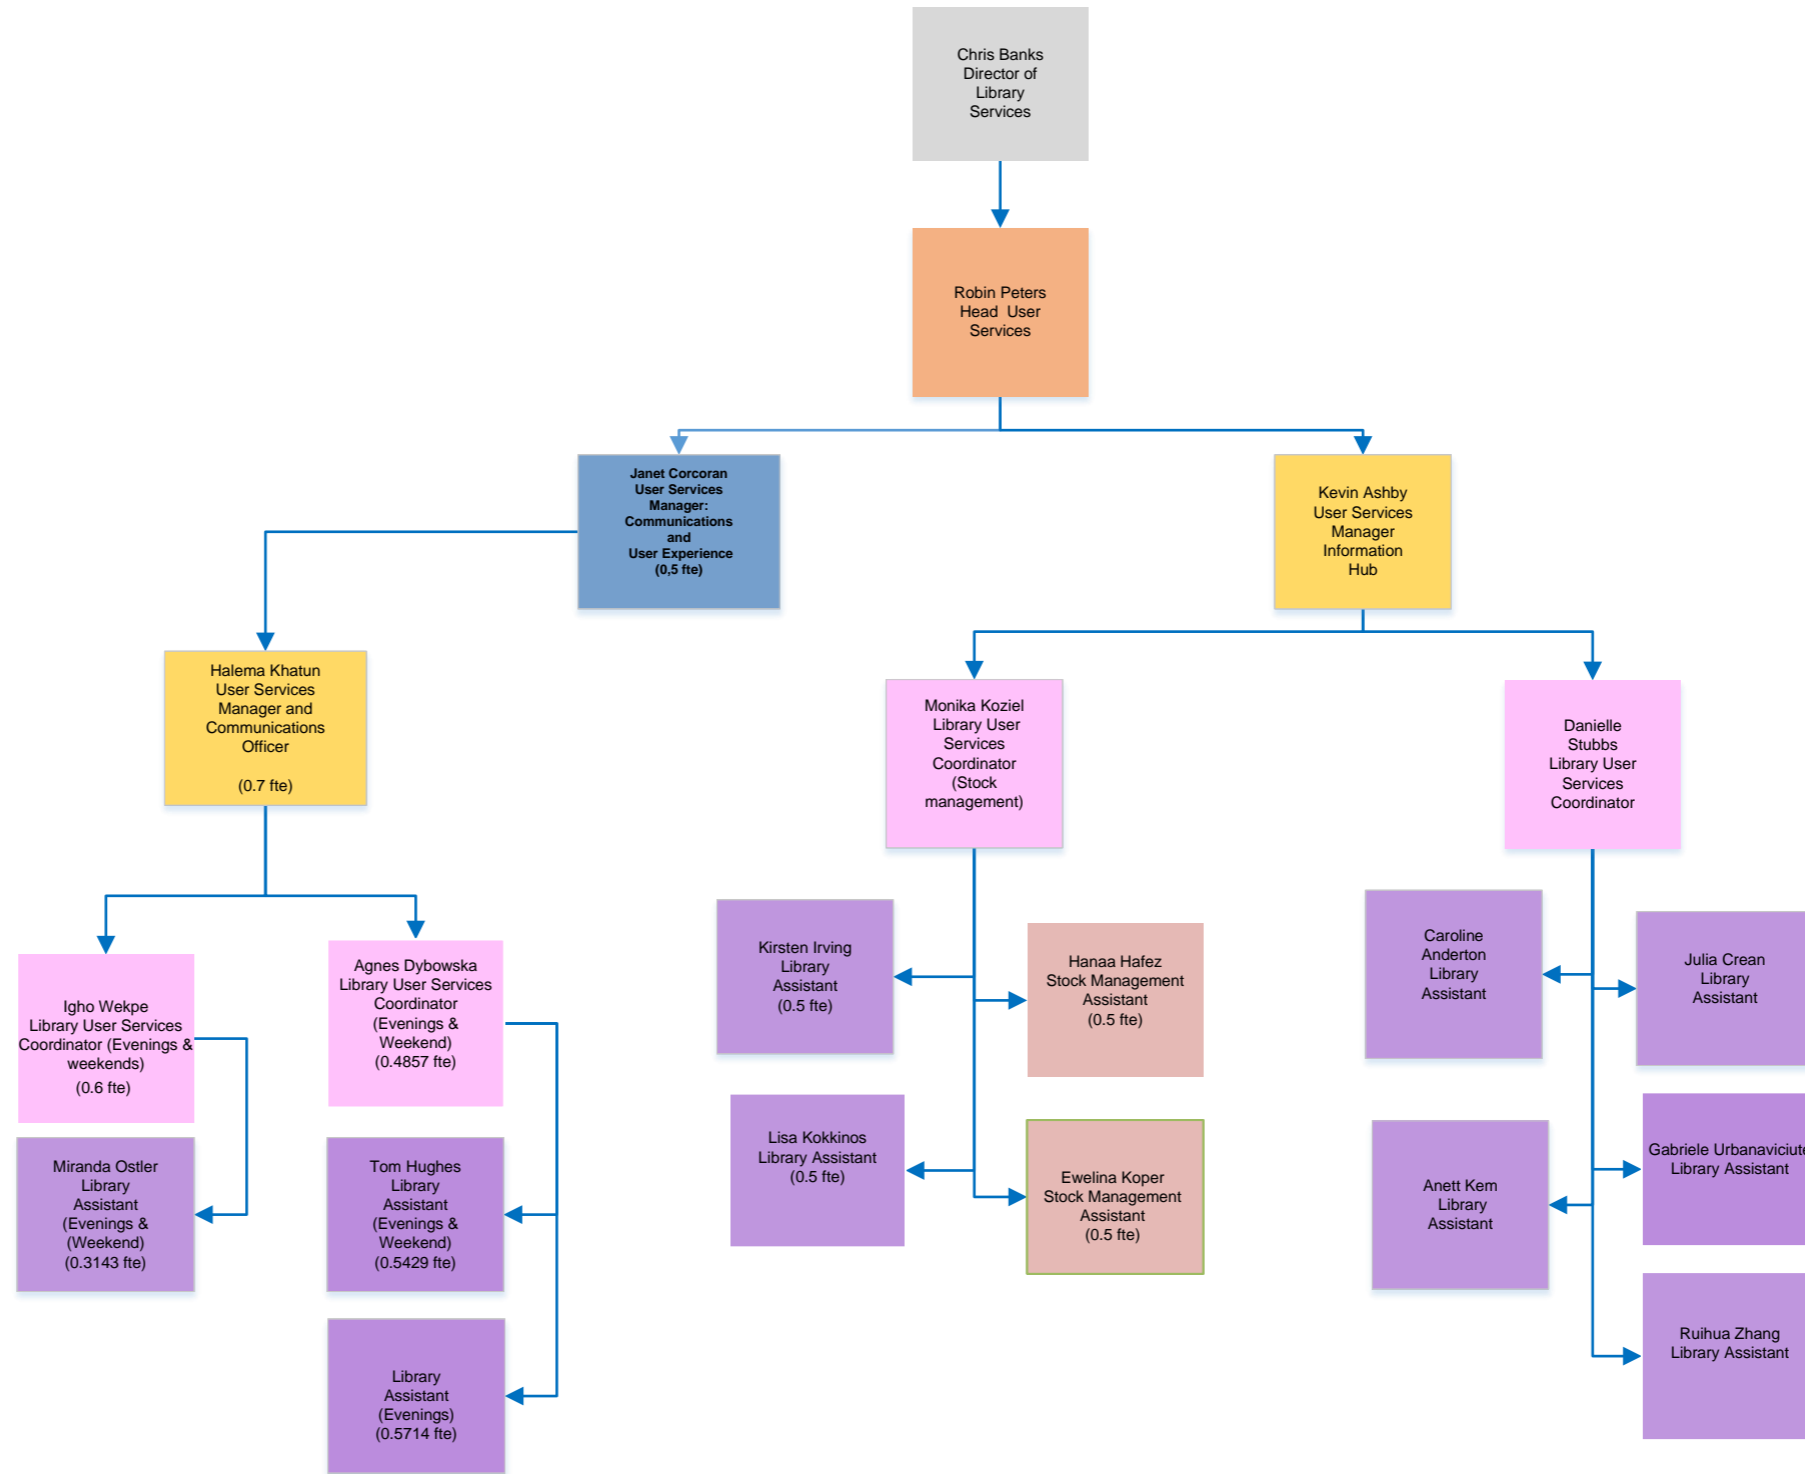 Chris Banks
Director of
Library
Services
Robin Peters
Head  User
Services
Janet Corcoran
User Services
Manager:
Communications
and
User Experience
(0,5 fte)
Kevin Ashby
User Services
Manager
Information
Hub
Halema Khatun
User Services
Manager and
Communications
Officer
(0.7 fte)
Monika Koziel
Library User
Services
Coordinator
(Stock
management)
Danielle
Stubbs
Library User
Services
Coordinator
Igho Wekpe
Library User Services
Coordinator (Evenings &
weekends)
(0.6 fte)
Agnes Dybowska
Library User Services
Coordinator
(Evenings &
Weekend)
(0.4857 fte)
Kirsten Irving
Library
Assistant
(0.5 fte)
Hanaa Hafez
Stock Management
Assistant
(0.5 fte)
Caroline
Anderton
Library
Assistant
Julia Crean
Library
Assistant
Miranda Ostler
Library
Assistant
(Evenings &
(Weekend)
(0.3143 fte)
Tom Hughes
Library
Assistant
(Evenings &
Weekend)
(0.5429 fte)
Lisa Kokkinos
Library Assistant
(0.5 fte)
Ewelina Koper
Stock Management
Assistant
(0.5 fte)
Anett Kem
Library
Assistant
Gabriele Urbanaviciute
Library Assistant
Library
Assistant
(Evenings)
(0.5714 fte)
Ruihua Zhang
Library Assistant